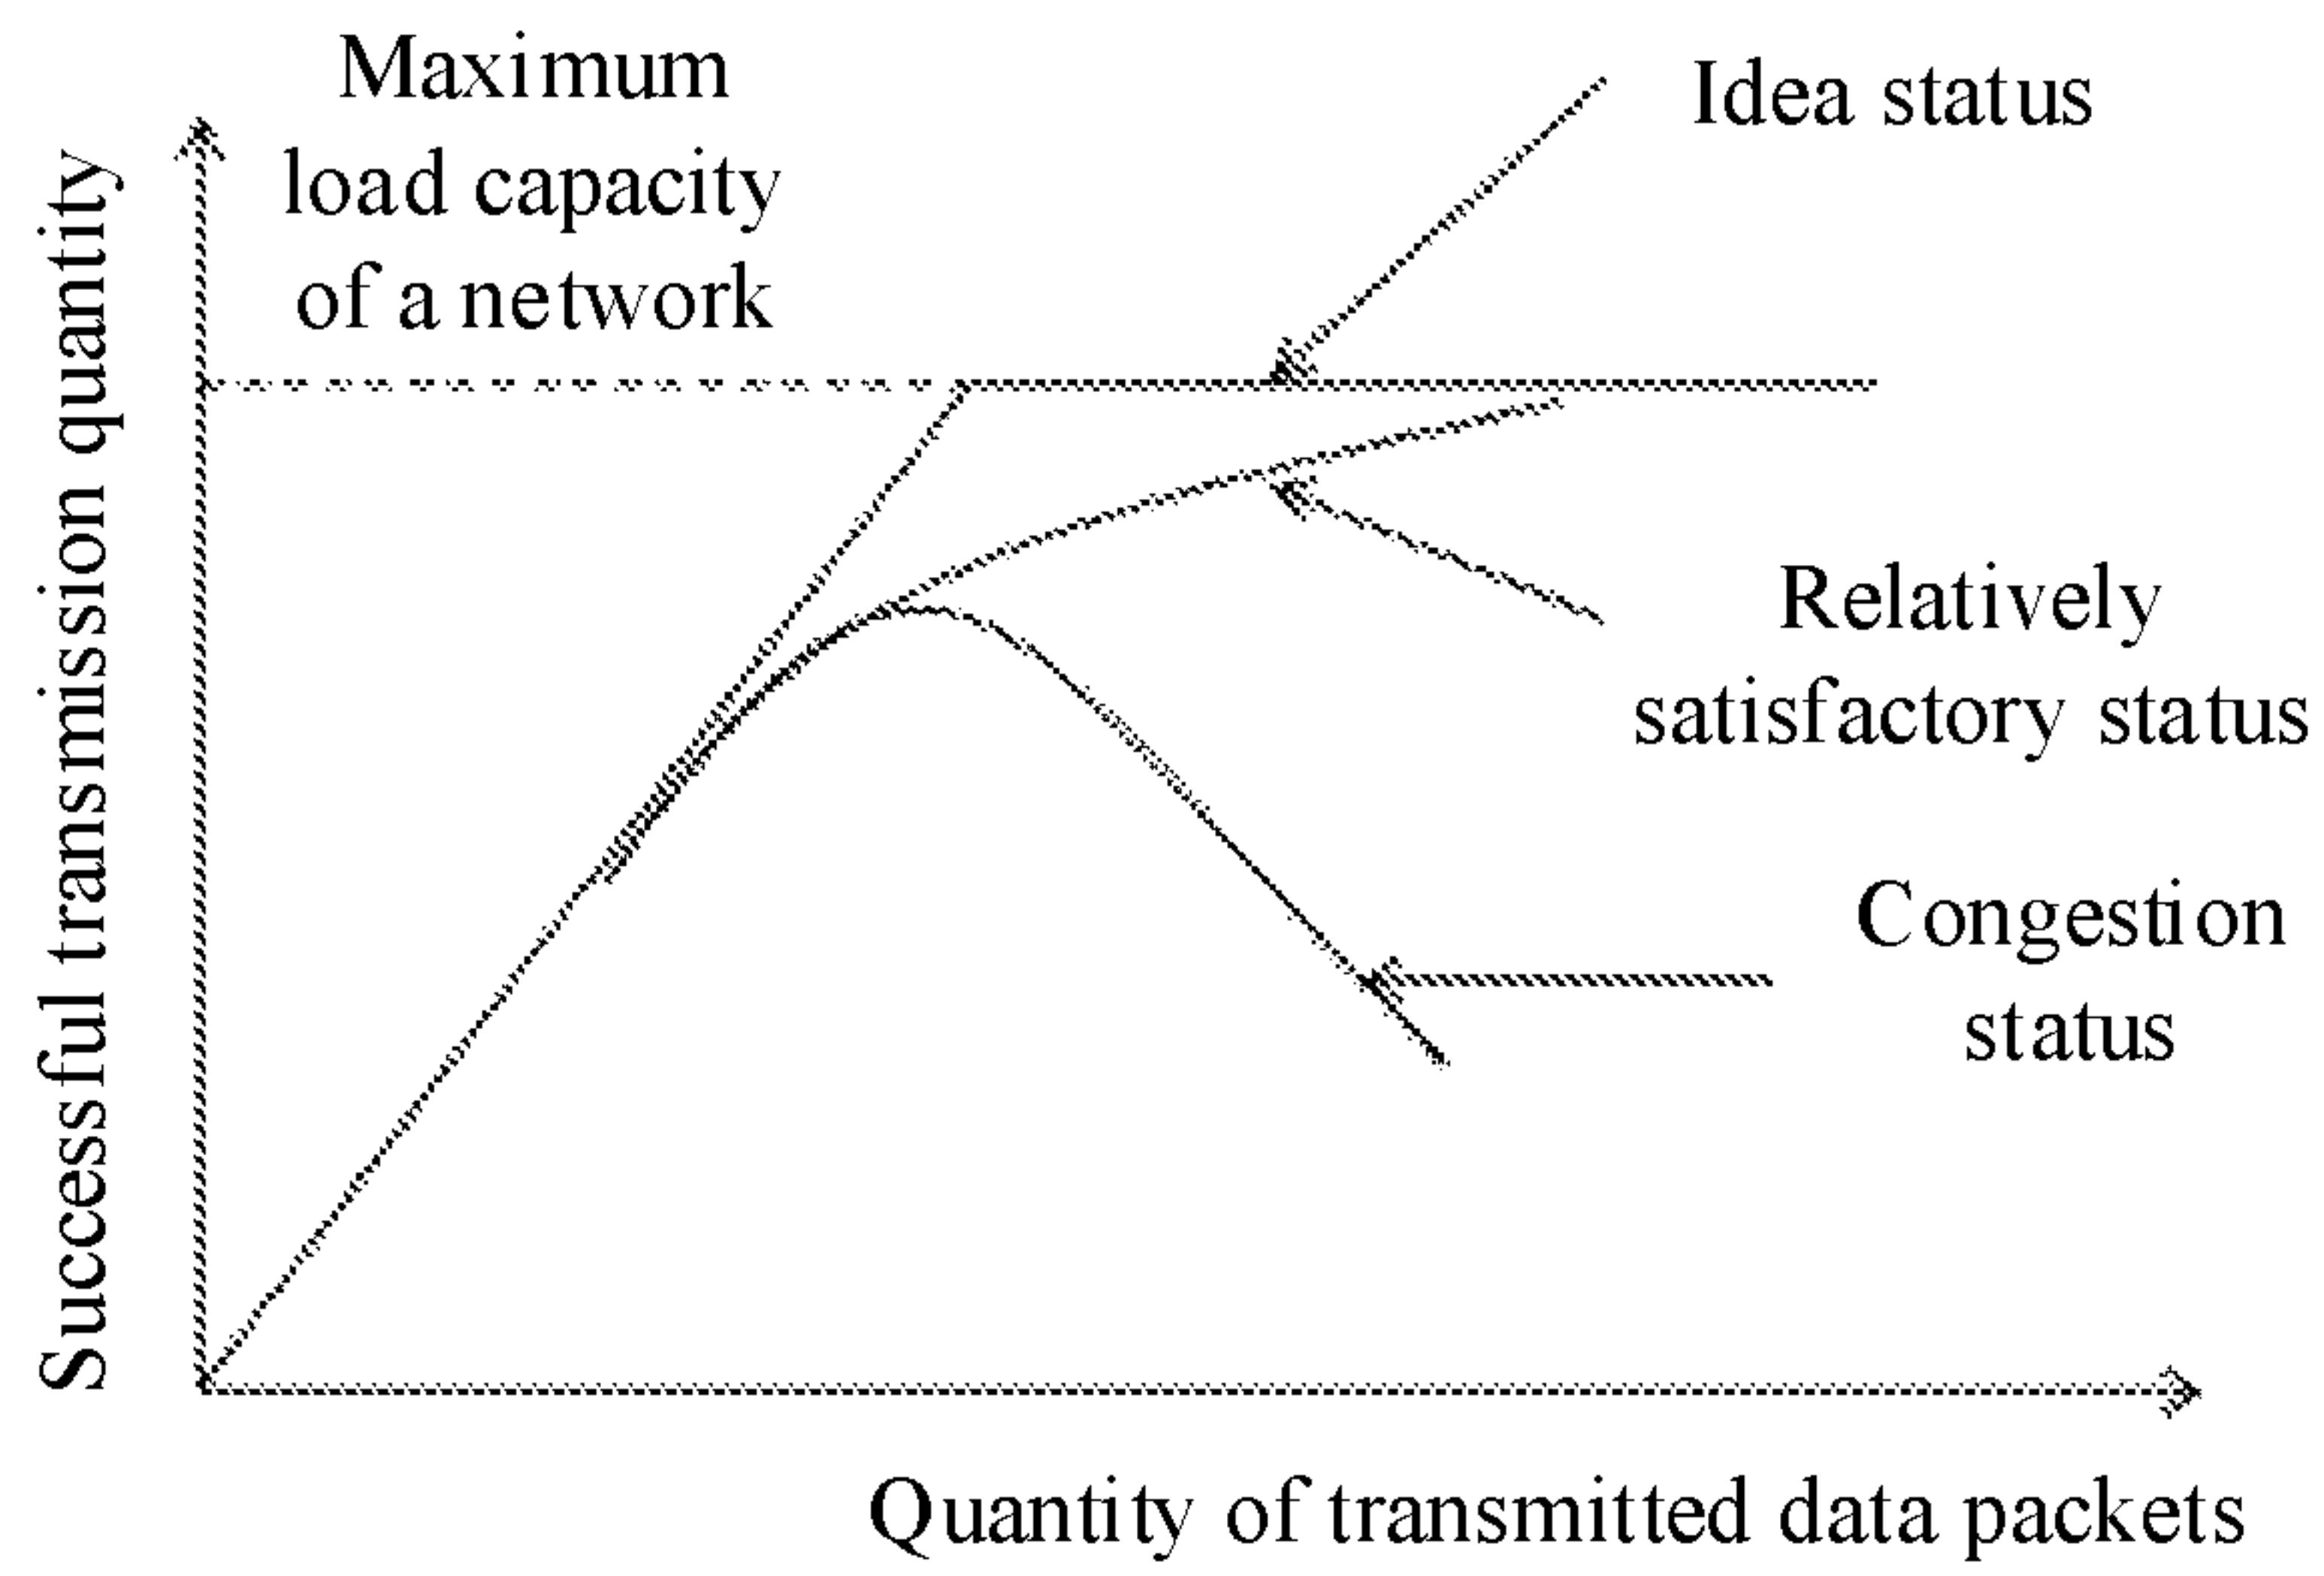 Maximum
load capacity
of a network
Idea status
Successful transmission quantity
Relatively
satisfactory status
Congestion
status
Quantity of transmitted data packets